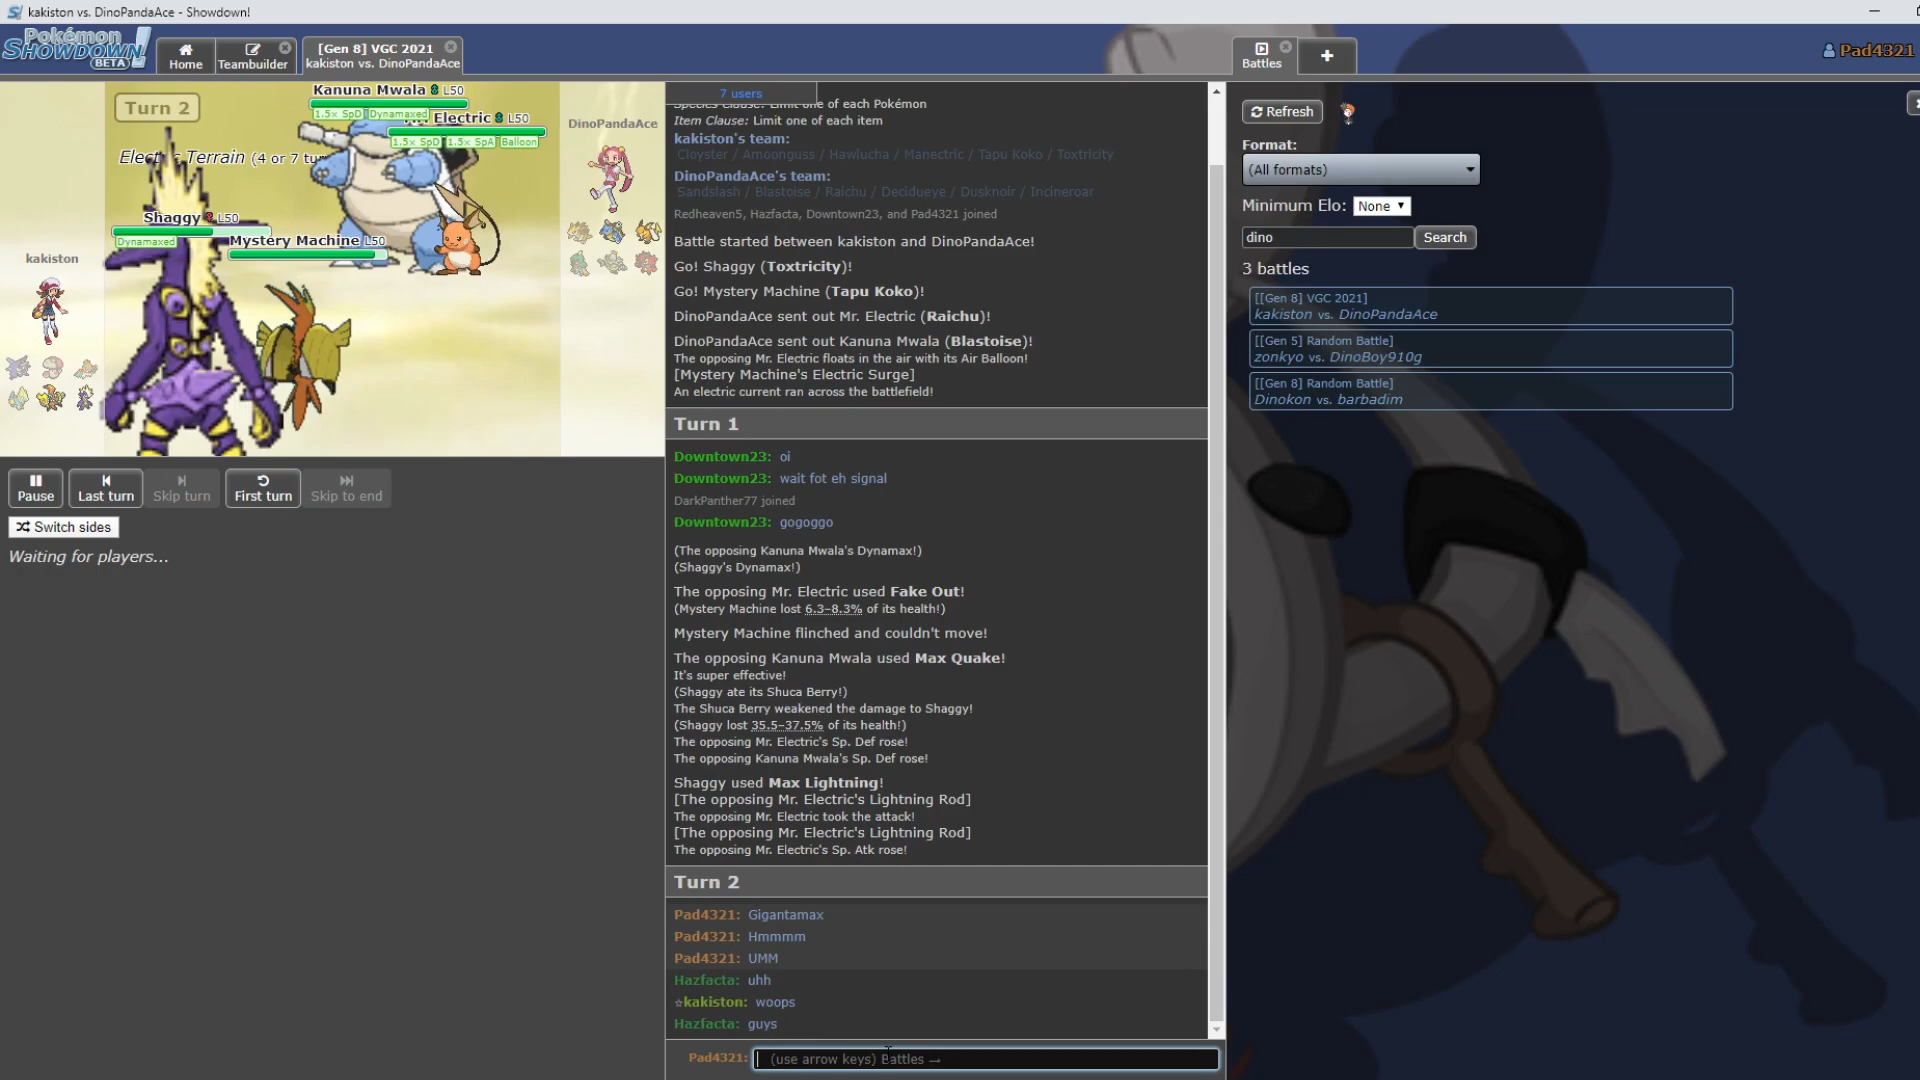 kakiston vs. DinoPandaAce - Showdown!
Pokémon
SHOWDOWN!
BETA
Home
Teambuilder
[Gen 8] VGC 2021
kakiston vs. DinoPandaAce
Battles
+
Pad4321
Turn 2
Kanuna Mwala L50
1.5× SpD Dynamaxed
Electric L50
1.5× SpD 1.5× SpA Balloon
Electric Terrain (4 or 7 tur
Shaggy L50
Dynamaxed
Mystery Machine L50
kakiston
DinoPandaAce
Pause
Last turn
Skip turn
First turn
Skip to end
Switch sides
Waiting for players...
7 users
Species Clause: Limit one of each Pokémon
Item Clause: Limit one of each item
kakiston's team:
Cloyster / Amoonguss / Hawlucha / Manectric / Tapu Koko / Toxtricity
DinoPandaAce's team:
Sandslash / Blastoise / Raichu / Decidueye / Dusknoir / Incineroar
Redheaven5, Hazfacta, Downtown23, and Pad4321 joined
Battle started between kakiston and DinoPandaAce!
Go! Shaggy (Toxtricity)!
Go! Mystery Machine (Tapu Koko)!
DinoPandaAce sent out Mr. Electric (Raichu)!
DinoPandaAce sent out Kanuna Mwala (Blastoise)!
The opposing Mr. Electric floats in the air with its Air Balloon!
[Mystery Machine's Electric Surge]
An electric current ran across the battlefield!
Turn 1
Downtown23: oi
Downtown23: wait fot eh signal
DarkPanther77 joined
Downtown23: gogoggo
(The opposing Kanuna Mwala's Dynamax!)
(Shaggy's Dynamax!)
The opposing Mr. Electric used Fake Out!
(Mystery Machine lost 6.3-8.3% of its health!)
Mystery Machine flinched and couldn't move!
The opposing Kanuna Mwala used Max Quake!
It's super effective!
(Shaggy ate its Shuca Berry!)
The Shuca Berry weakened the damage to Shaggy!
(Shaggy lost 35.5-37.5% of its health!)
The opposing Mr. Electric's Sp. Def rose!
The opposing Kanuna Mwala's Sp. Def rose!
Shaggy used Max Lightning!
[The opposing Mr. Electric's Lightning Rod]
The opposing Mr. Electric took the attack!
[The opposing Mr. Electric's Lightning Rod]
The opposing Mr. Electric's Sp. Atk rose!
Turn 2
Pad4321: Gigantamax
Pad4321: Hmmmm
Pad4321: UMM
Hazfacta: uhh
☆kakiston: woops
Hazfacta: guys
Pad4321: (use arrow keys) Battles →
Refresh
Format:
(All formats)
Minimum Elo: None
dino Search
3 battles
[[Gen 8] VGC 2021]
kakiston vs. DinoPandaAce
[[Gen 5] Random Battle]
zonkyo vs. DinoBoy910g
[[Gen 8] Random Battle]
Dinokon vs. barbadim